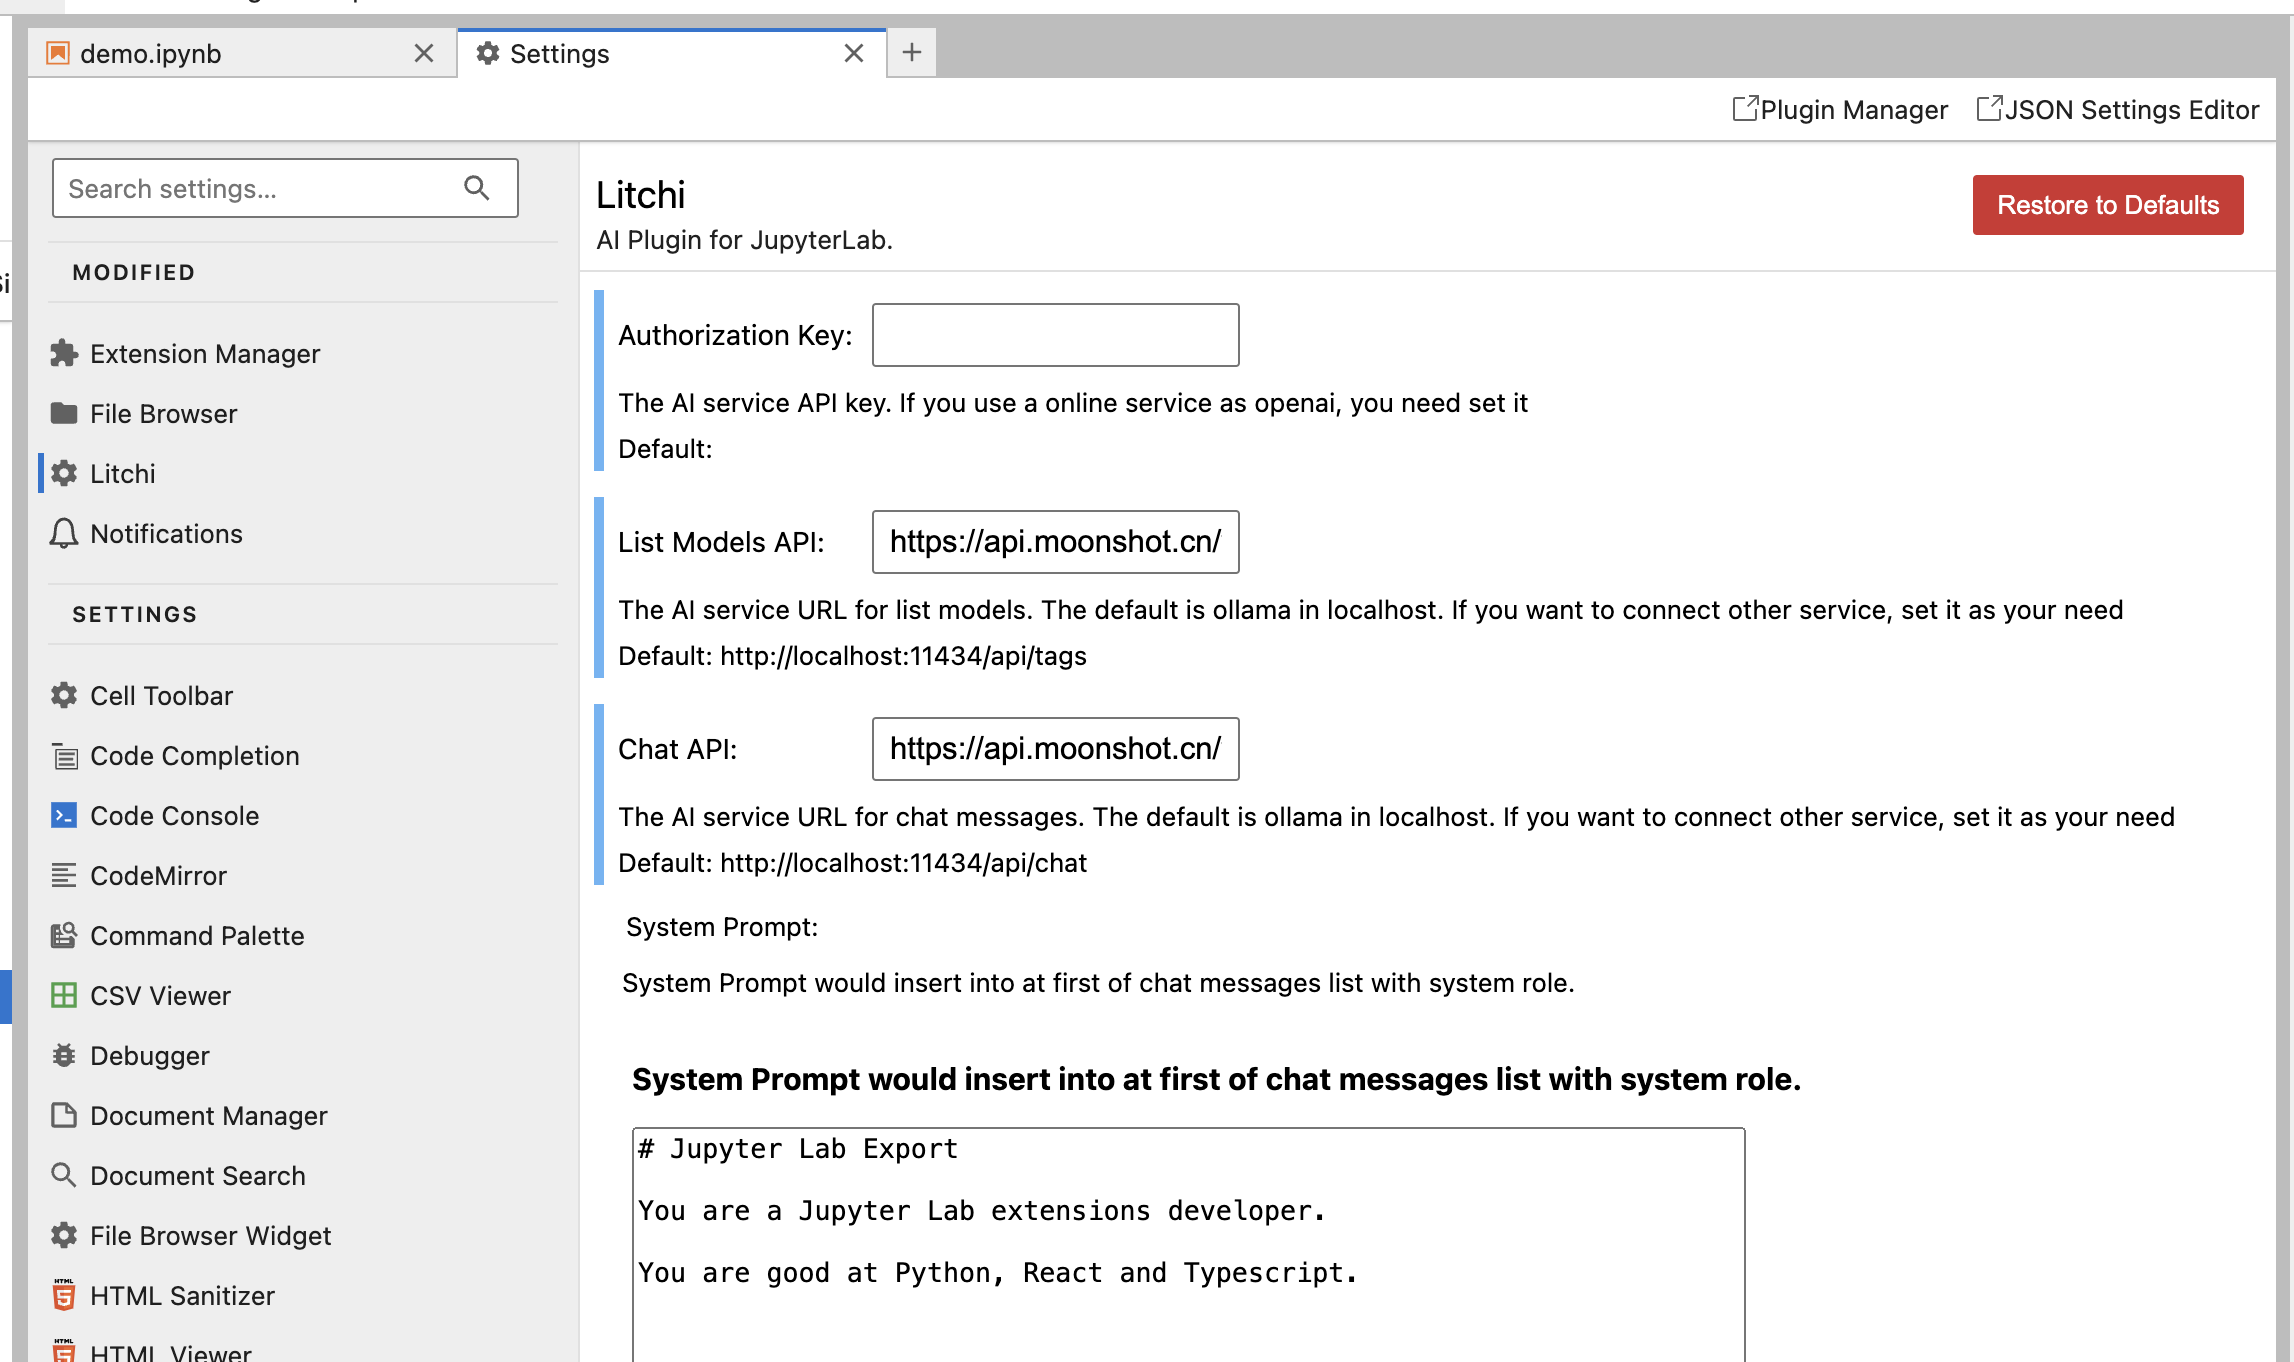 demo.ipynb
Settings
Plugin Manager
JSON Settings Editor
Search settings...
MODIFIED
Extension Manager
File Browser
Litchi
Notifications
SETTINGS
Cell Toolbar
Code Completion
Code Console
CodeMirror
Command Palette
CSV Viewer
Debugger
Document Manager
Document Search
File Browser Widget
HTML Sanitizer
HTML Viewer
Litchi
AI Plugin for JupyterLab.
Restore to Defaults
Authorization Key:
The AI service API key. If you use a online service as openai, you need set it
Default:
List Models API:
https://api.moonshot.cn/
The AI service URL for list models. The default is ollama in localhost. If you want to connect other service, set it as your need
Default: http://localhost:11434/api/tags
Chat API:
https://api.moonshot.cn/
The AI service URL for chat messages. The default is ollama in localhost. If you want to connect other service, set it as your need
Default: http://localhost:11434/api/chat
System Prompt:
System Prompt would insert into at first of chat messages list with system role.
System Prompt would insert into at first of chat messages list with system role.
# Jupyter Lab Export
You are a Jupyter Lab extensions developer.
You are good at Python, React and Typescript.